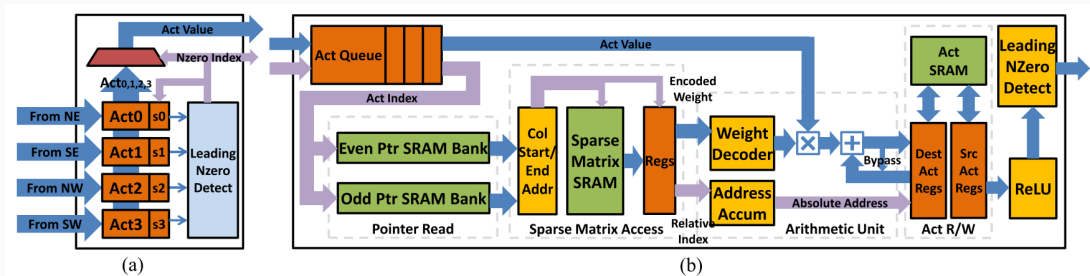 Act Value
Nzero Index
Act0,1,2,3
From NE
Act0
s0
From SE
Act1
s1
From NW
Act2
s2
From SW
Act3
s3
Leading
Nzero
Detect
(a)
Act Queue
Act Value
Act Index
Even Ptr SRAM Bank
Odd Ptr SRAM Bank
Pointer Read
Col
Start/
End
Addr
Sparse
Matrix
SRAM
Regs
Sparse Matrix Access
Encoded
Weight
Relative
Index
Weight
Decoder
Address
Accum
×
+
Bypass
Absolute Address
Arithmetic Unit
Act
SRAM
Dest
Act
Regs
Src
Act
Regs
Act R/W
Leading
NZero
Detect
ReLU
(b)